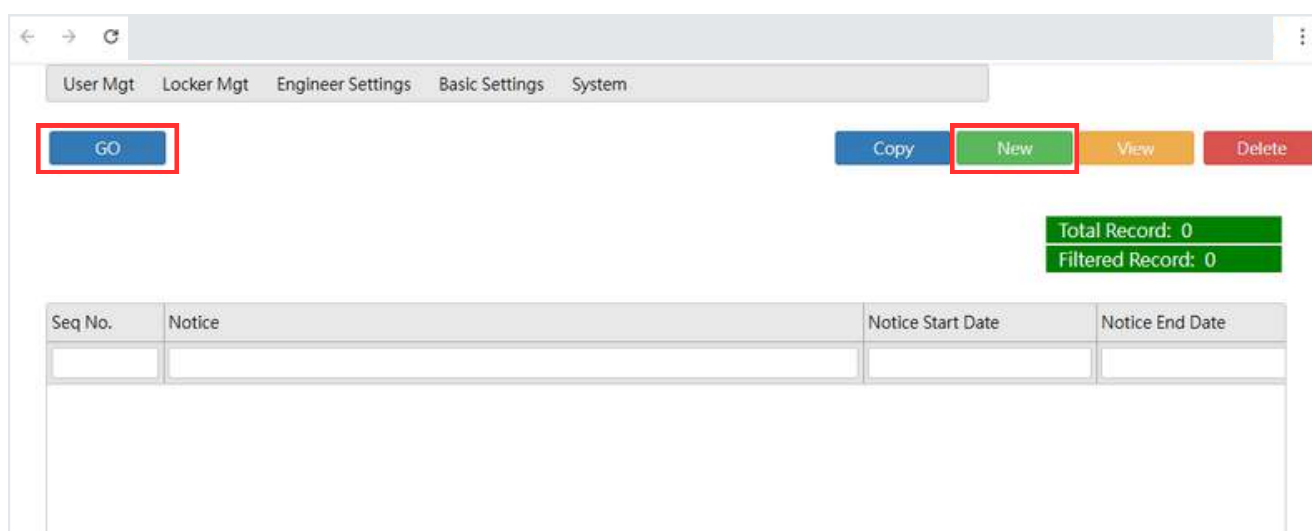 User Mgt Locker Mgt Engineer Settings Basic Settings System
GO Copy New View Delete
Total Record: 0
Filtered Record: 0
Seq No. Notice Notice Start Date Notice End Date